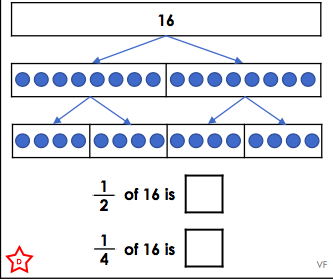 16
1/2 of 16 is
1/4 of 16 is
D
VF